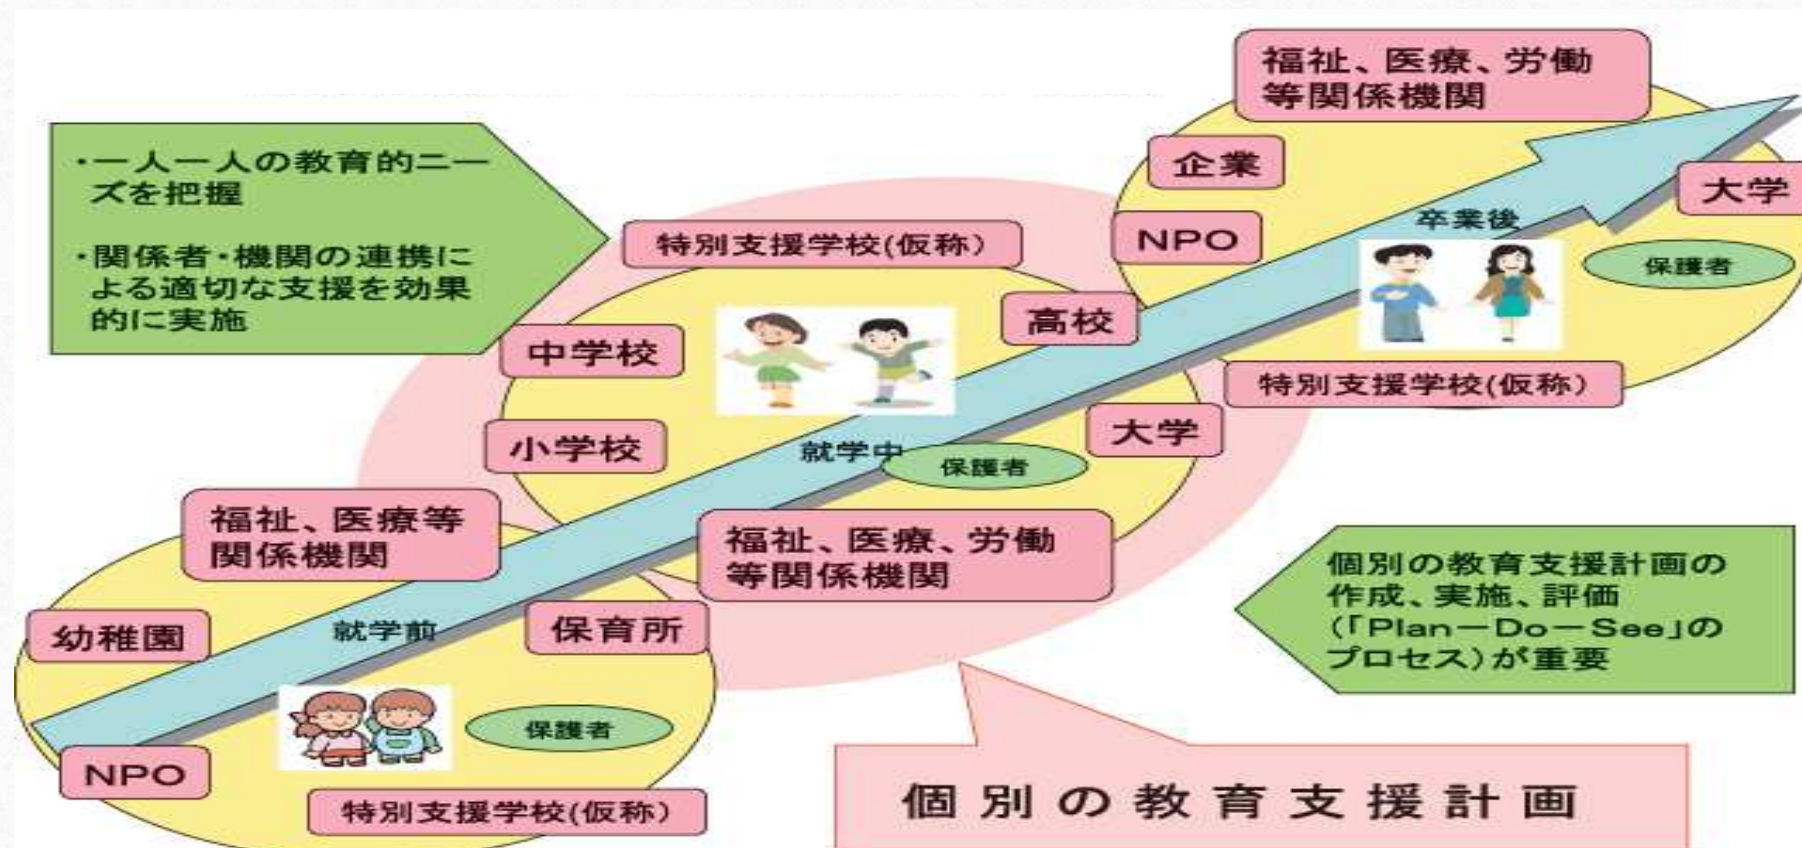 福祉、医療、労働
等関係機関
企業
NPO
大学
卒業後
保護者
特別支援学校(仮称)
・一人一人の教育的ニー
ズを把握
・関係者・機関の連携に
よる適切な支援を効果
的に実施
特別支援学校(仮称)
中学校
高校
小学校
就学中
保護者
大学
福祉、医療、労働
等関係機関
福祉、医療等
関係機関
幼稚園
就学前
保育所
保護者
NPO
特別支援学校(仮称)
個別の教育支援計画の
作成、実施、評価
(「Plan－Do－See」の
プロセス)が重要
個別の教育支援計画